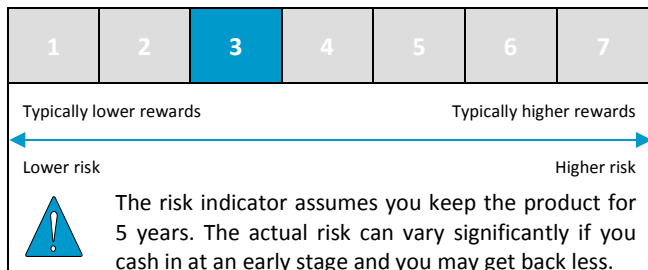 1 2 3 4 5 6 7
Typically lower rewards Typically higher rewards
Lower risk Higher risk
The risk indicator assumes you keep the product for
5 years. The actual risk can vary significantly if you
cash in at an early stage and you may get back less.